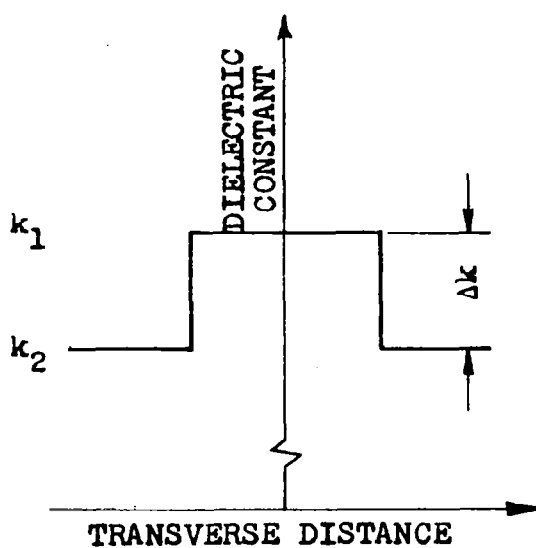 DIELECTRIC
CONSTANT
k1
Δk
k2
TRANSVERSE DISTANCE